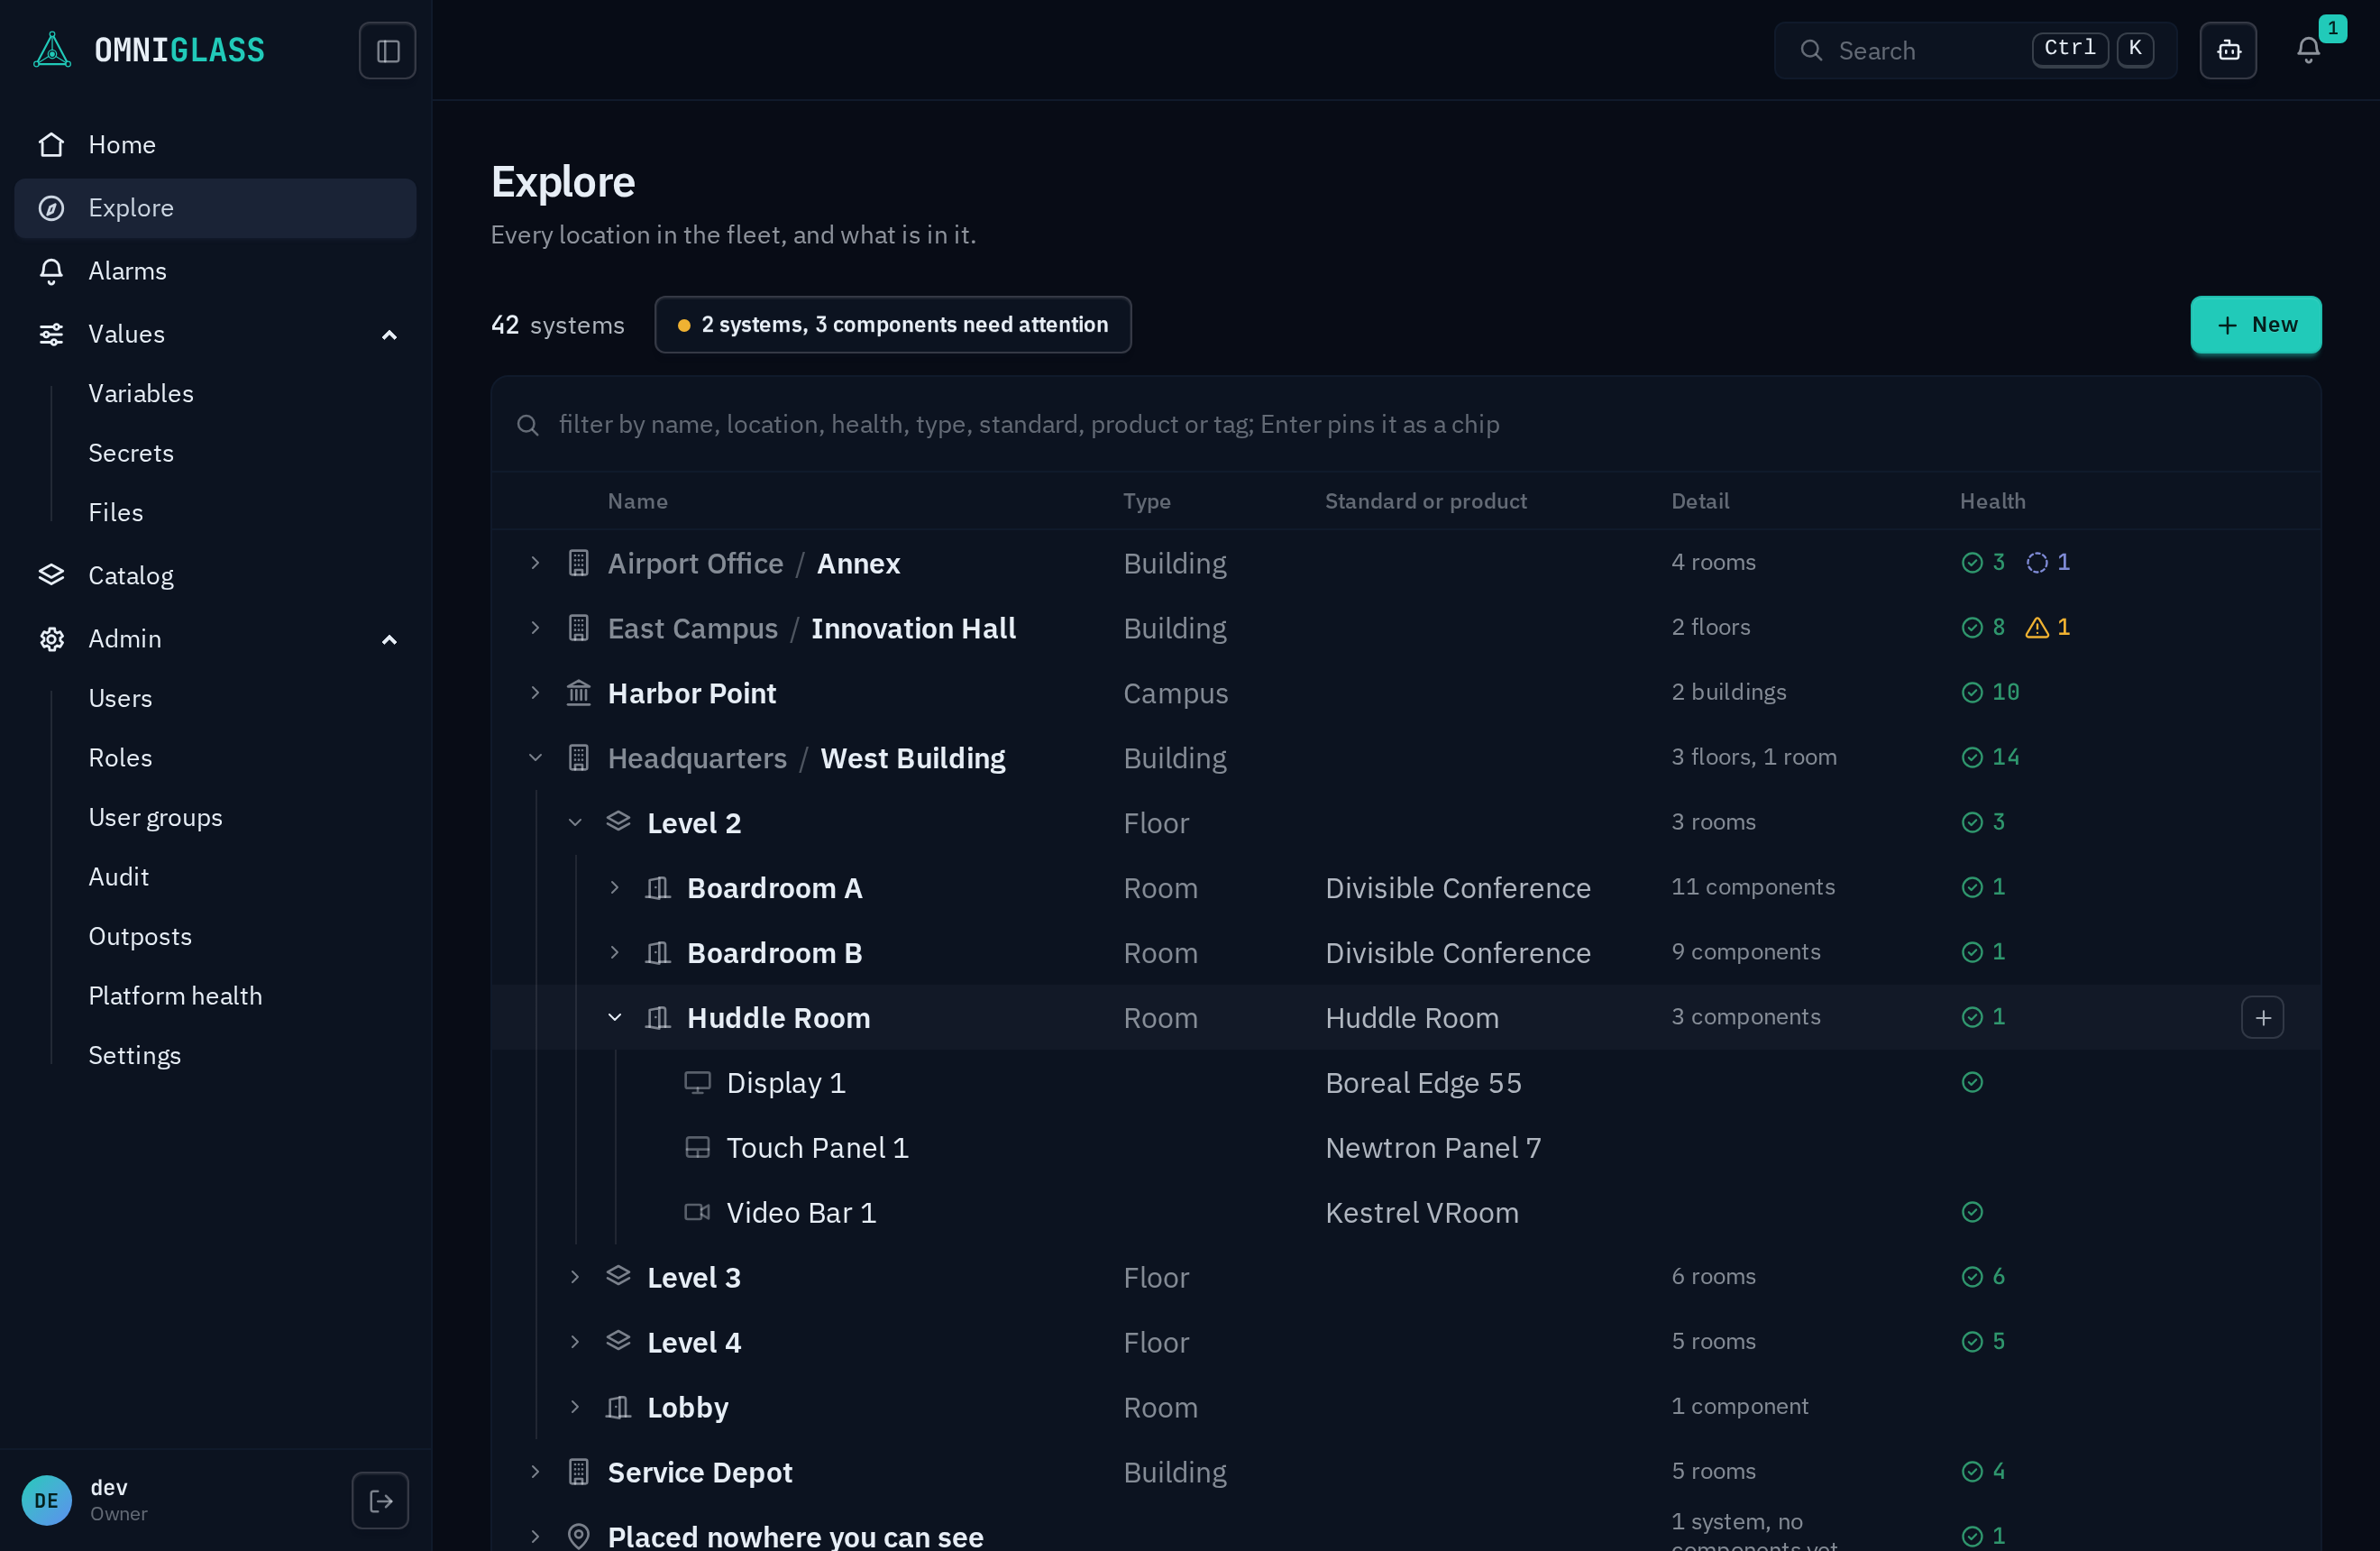 OMNIGLASS
Search Ctrl K
1
Home
Explore
Alarms
Values
Variables
Secrets
Files
Catalog
Admin
Users
Roles
User groups
Audit
Outposts
Platform health
Settings
DE dev
Owner
Explore
Every location in the fleet, and what is in it.
42 systems 2 systems, 3 components need attention + New
filter by name, location, health, type, standard, product or tag; Enter pins it as a chip
Name Type Standard or product Detail Health
Airport Office / Annex Building 4 rooms 3 1
East Campus / Innovation Hall Building 2 floors 8 1
Harbor Point Campus 2 buildings 10
Headquarters / West Building Building 3 floors, 1 room 14
Level 2 Floor 3 rooms 3
Boardroom A Room Divisible Conference 11 components 1
Boardroom B Room Divisible Conference 9 components 1
Huddle Room Room Huddle Room 3 components 1 +
Display 1 Boreal Edge 55
Touch Panel 1 Newtron Panel 7
Video Bar 1 Kestrel VRoom
Level 3 Floor 6 rooms 6
Level 4 Floor 5 rooms 5
Lobby Room 1 component
Service Depot Building 5 rooms 4
Placed nowhere you can see 1 system, no components yet 1